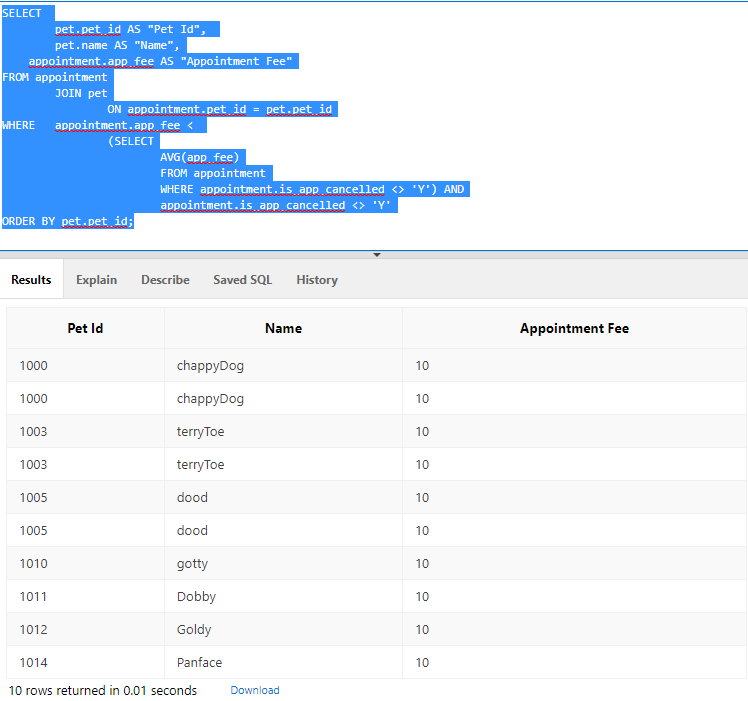 SELECT
pet.pet_id AS "Pet Id",
pet.name AS "Name",
appointment.app_fee AS "Appointment Fee"
FROM appointment
JOIN pet
ON appointment.pet_id = pet.pet_id
WHERE appointment.app_fee <
(SELECT
AVG(app_fee)
FROM appointment
WHERE appointment.is_app_cancelled <> 'Y') AND
appointment.is_app_cancelled <> 'Y'
ORDER BY pet.pet_id;
Results Explain Describe Saved SQL History
Pet Id Name Appointment Fee
1000 chappyDog 10
1000 chappyDog 10
1003 terryToe 10
1003 terryToe 10
1005 dood 10
1005 dood 10
1010 gotty 10
1011 Dobby 10
1012 Goldy 10
1014 Panface 10
10 rows returned in 0.01 seconds Download